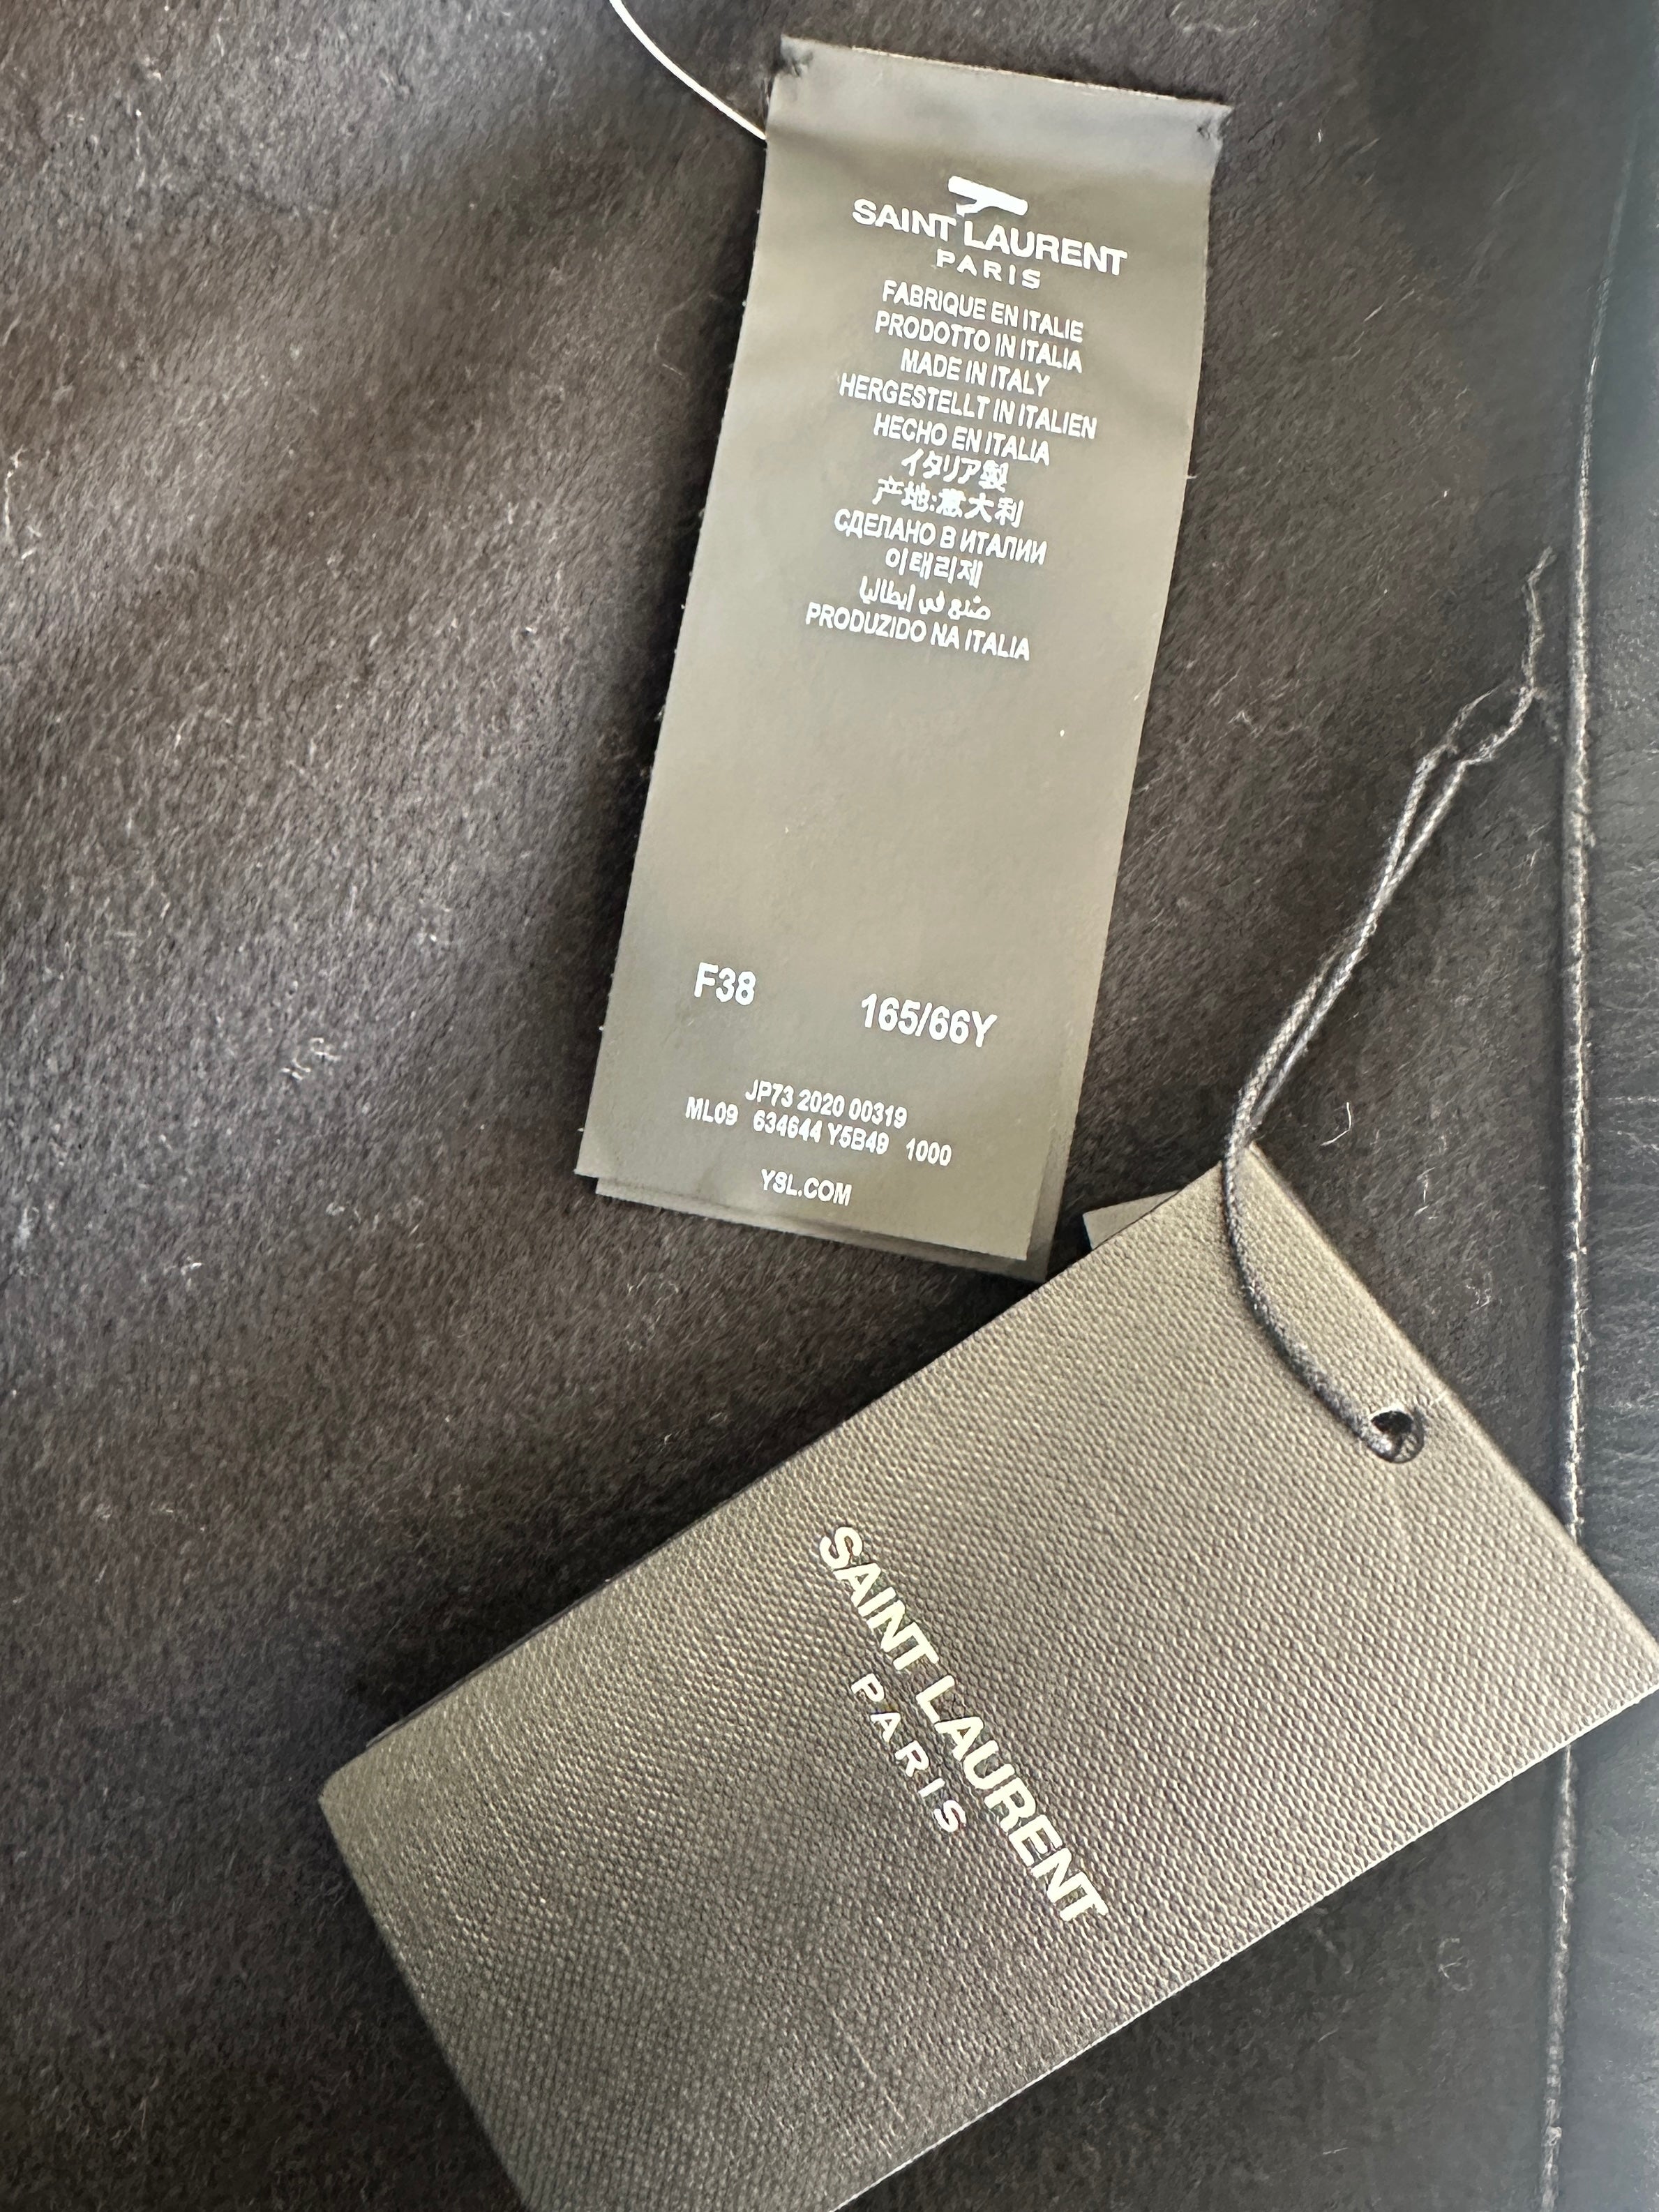 SAINT LAURENT
PARIS
FABRIQUE EN ITALIE
PRODOTTO IN ITALIA
MADE IN ITALY
HERGESTELLT IN ITALIEN
HECHO EN ITALIA
イタリア製
产地:意大利
СДЕЛАНО В ИТАЛИИ
이태리제
صُنع في ايطاليا
PRODUZIDO NA ITALIA
F38 165/66Y
JP73 2020 00319
ML09 634644 Y5B49 1000
YSL.COM
SAINT LAURENT
PARIS